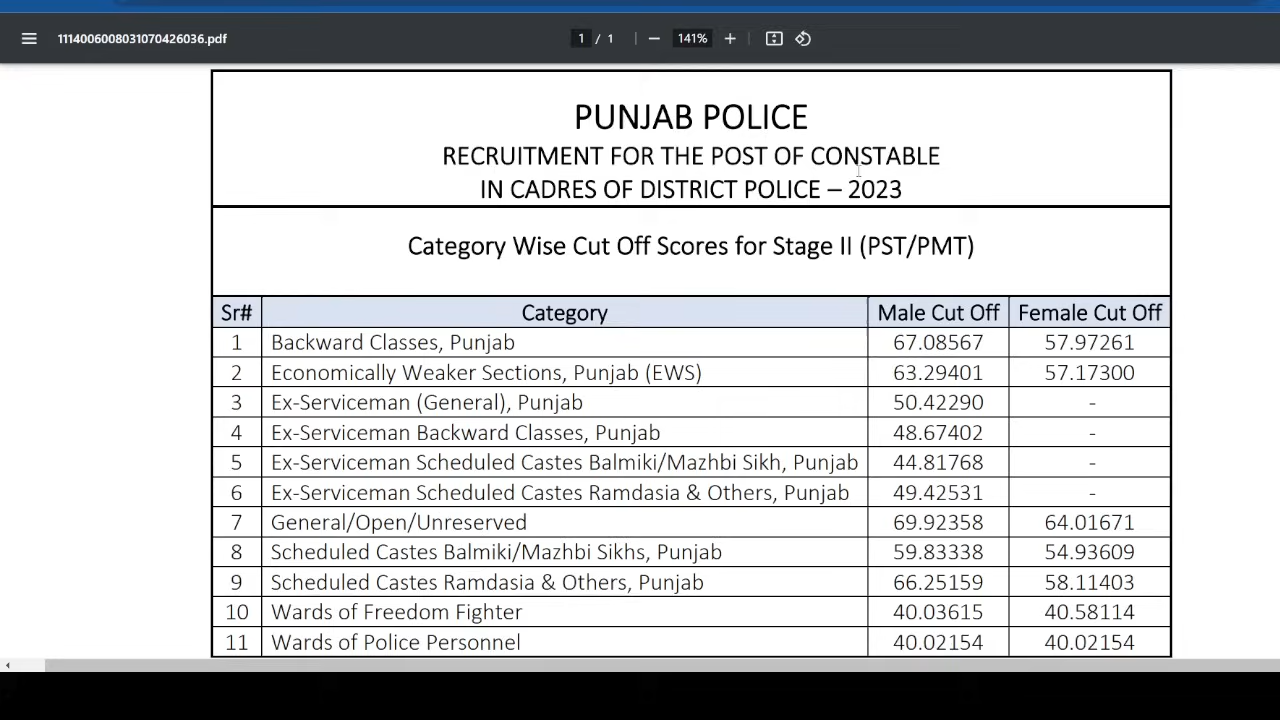 1114006008031070426036.pdf 1 / 1 141%
PUNJAB POLICE
RECRUITMENT FOR THE POST OF CONSTABLE
IN CADRES OF DISTRICT POLICE – 2023
Category Wise Cut Off Scores for Stage II (PST/PMT)
Sr# Category Male Cut Off Female Cut Off
1 Backward Classes, Punjab 67.08567 57.97261
2 Economically Weaker Sections, Punjab (EWS) 63.29401 57.17300
3 Ex-Serviceman (General), Punjab 50.42290 -
4 Ex-Serviceman Backward Classes, Punjab 48.67402 -
5 Ex-Serviceman Scheduled Castes Balmiki/Mazhbi Sikh, Punjab 44.81768 -
6 Ex-Serviceman Scheduled Castes Ramdasia & Others, Punjab 49.42531 -
7 General/Open/Unreserved 69.92358 64.01671
8 Scheduled Castes Balmiki/Mazhbi Sikhs, Punjab 59.83338 54.93609
9 Scheduled Castes Ramdasia & Others, Punjab 66.25159 58.11403
10 Wards of Freedom Fighter 40.03615 40.58114
11 Wards of Police Personnel 40.02154 40.02154